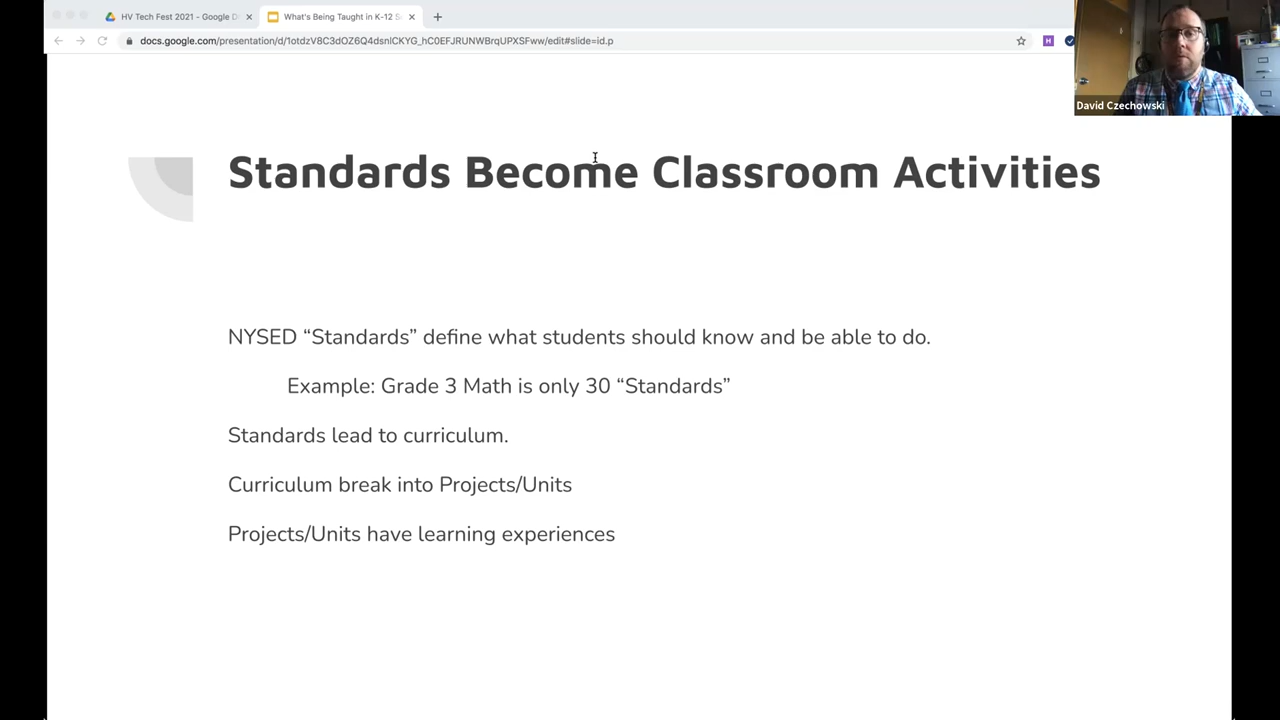 HV Tech Fest 2021 - Google D
What's Being Taught in K-12 S
docs.google.com/presentation/d/1otdzV8C3dOZ6Q4dsnlCKYG_hC0EFJRUNWBrqUPXSFww/edit#slide=id.p
H
David Czechowski
Standards Become Classroom Activities
NYSED “Standards” define what students should know and be able to do.
Example: Grade 3 Math is only 30 “Standards”
Standards lead to curriculum.
Curriculum break into Projects/Units
Projects/Units have learning experiences